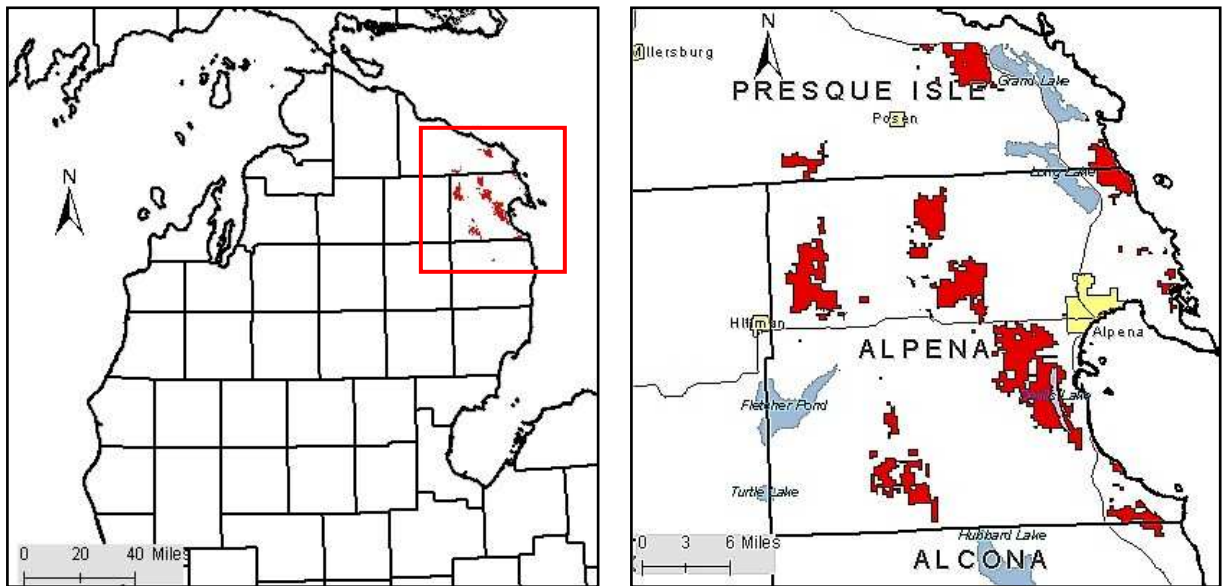 N
0 20 40 Miles
N
Millersburg
Grand Lake
PRESQUE ISLE
Posen
Long Lake
Hillman
Alpena
ALPENA
Fletcher Pond
Lake
Turtle Lake
Hubbard Lake
0 3 6 Miles
ALCONA